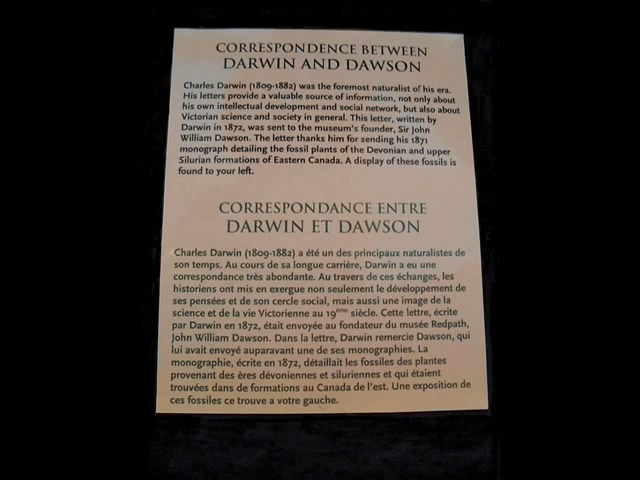 CORRESPONDENCE BETWEEN
DARWIN AND DAWSON
Charles Darwin (1809-1882) was the foremost naturalist of his era.
His letters provide a valuable source of information, not only about
his own intellectual development and social network, but also about
Victorian science and society in general. This letter, written by
Darwin in 1872, was sent to the museum's founder, Sir John
William Dawson. The letter thanks him for sending his 1871
monograph detailing the fossil plants of the Devonian and upper
Silurian formations of Eastern Canada. A display of these fossils is
found to your left.
CORRESPONDANCE ENTRE
DARWIN ET DAWSON
Charles Darwin (1809-1882) a été un des principaux naturalistes de
son temps. Au cours de sa longue carrière, Darwin a eu une
correspondance très abondante. Au travers de ces échanges, les
historiens ont mis en exergue non seulement le développement de
ses pensées et de son cercle social, mais aussi une image de la
science et de la vie Victorienne au 19ème siècle. Cette lettre, écrite
par Darwin en 1872, était envoyée au fondateur du musée Redpath,
John William Dawson. Dans la lettre, Darwin remercie Dawson, qui
lui avait envoyé auparavant une de ses monographies. La
monographie, écrite en 1872, détaillait les fossiles des plantes
provenant des ères dévoniennes et siluriennes et qui étaient
trouvées dans de formations au Canada de l'est. Une exposition de
ces fossiles ce trouve a votre gauche.